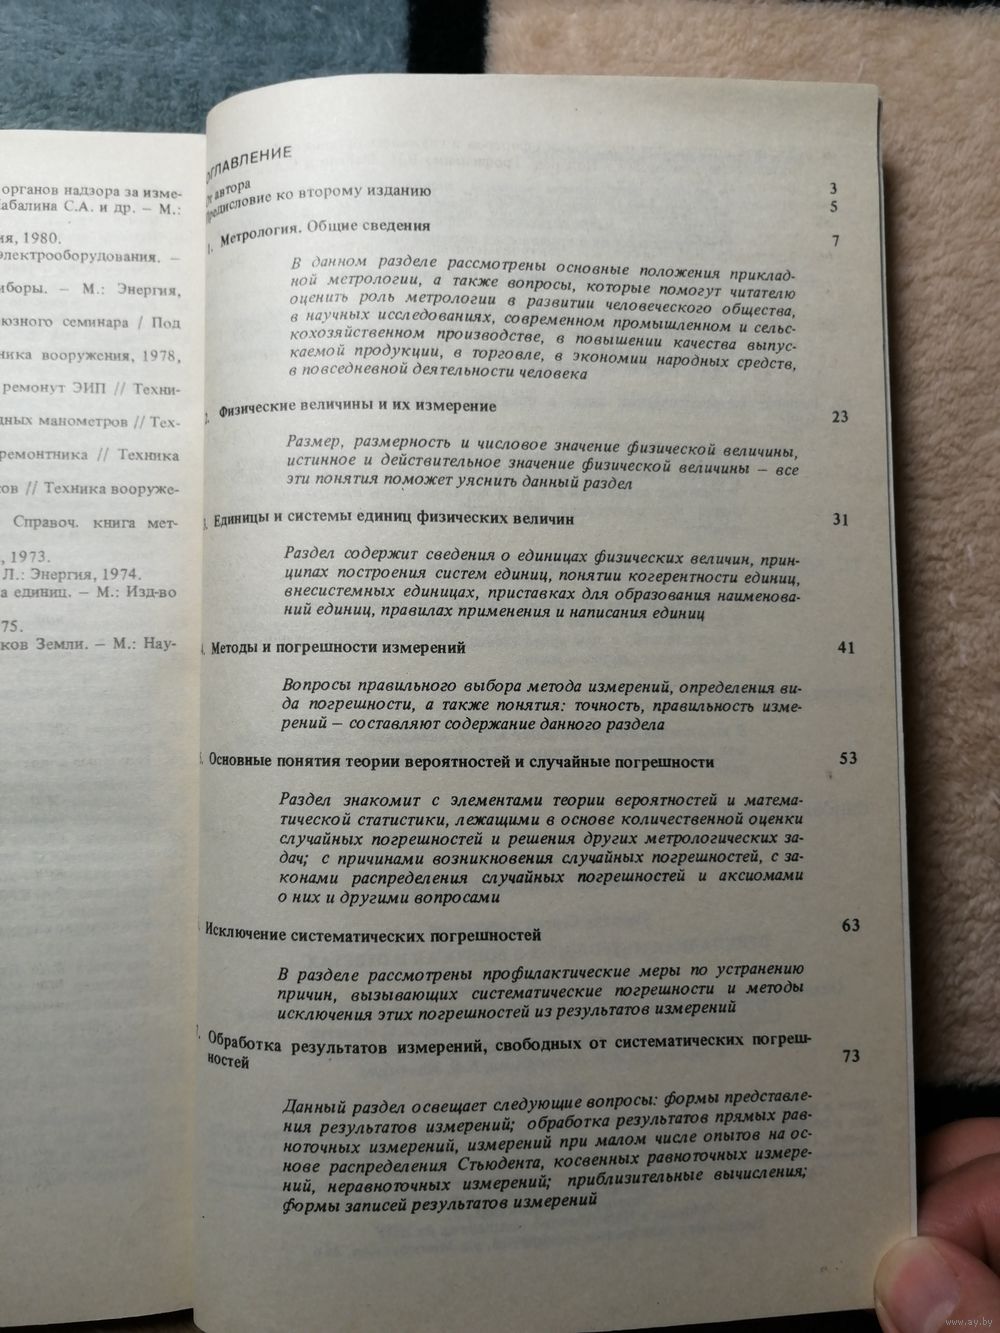 органов надзора за изме-
абалина С.А. и др. — М.:
ия, 1980.
электрооборудования. —
иборы. — М.: Энергия,
юзного семинара / Под
ника вооружения, 1978,
ремонут ЭИП // Техни-
дных манометров // Тех-
ремонтника // Техника
ов // Техника вооруже-
Справоч. книга мет-
, 1973.
Л.: Энергия, 1974.
а единиц. — М.: Изд-во
75.
ков Земли. — М.: Нау-
ОГЛАВЛЕНИЕ
От автора 3
Предисловие ко второму изданию 5
1. Метрология. Общие сведения 7
В данном разделе рассмотрены основные положения приклад-
ной метрологии, а также вопросы, которые помогут читателю
оценить роль метрологии в развитии человеческого общества,
в научных исследованиях, современном промышленном и сельс-
кохозяйственном производстве, в повышении качества выпус-
каемой продукции, в торговле, в экономии народных средств,
в повседневной деятельности человека
2. Физические величины и их измерение 23
Размер, размерность и числовое значение физической величины,
истинное и действительное значение физической величины — все
эти понятия поможет уяснить данный раздел
3. Единицы и системы единиц физических величин 31
Раздел содержит сведения о единицах физических величин, прин-
ципах построения систем единиц, понятии когерентности единиц,
внесистемных единицах, приставках для образования наименова-
ний единиц, правилах применения и написания единиц
4. Методы и погрешности измерений 41
Вопросы правильного выбора метода измерений, определения ви-
да погрешности, а также понятия: точность, правильность изме-
рений — составляют содержание данного раздела
5. Основные понятия теории вероятностей и случайные погрешности 53
Раздел знакомит с элементами теории вероятностей и матема-
тической статистики, лежащими в основе количественной оценки
случайных погрешностей и решения других метрологических за-
дач; с причинами возникновения случайных погрешностей, с за-
конами распределения случайных погрешностей и аксиомами
о них и другими вопросами
Исключение систематических погрешностей 63
В разделе рассмотрены профилактические меры по устранению
причин, вызывающих систематические погрешности и методы
исключения этих погрешностей из результатов измерений
7. Обработка результатов измерений, свободных от систематических погреш-
ностей 73
Данный раздел освещает следующие вопросы: формы представле-
ния результатов измерений; обработка результатов прямых рав-
ноточных измерений, измерений при малом числе опытов на ос-
нове распределения Стьюдента, косвенных равноточных измере-
ний, неравноточных измерений; приблизительные вычисления;
формы записей результатов измерений
www.ay.by